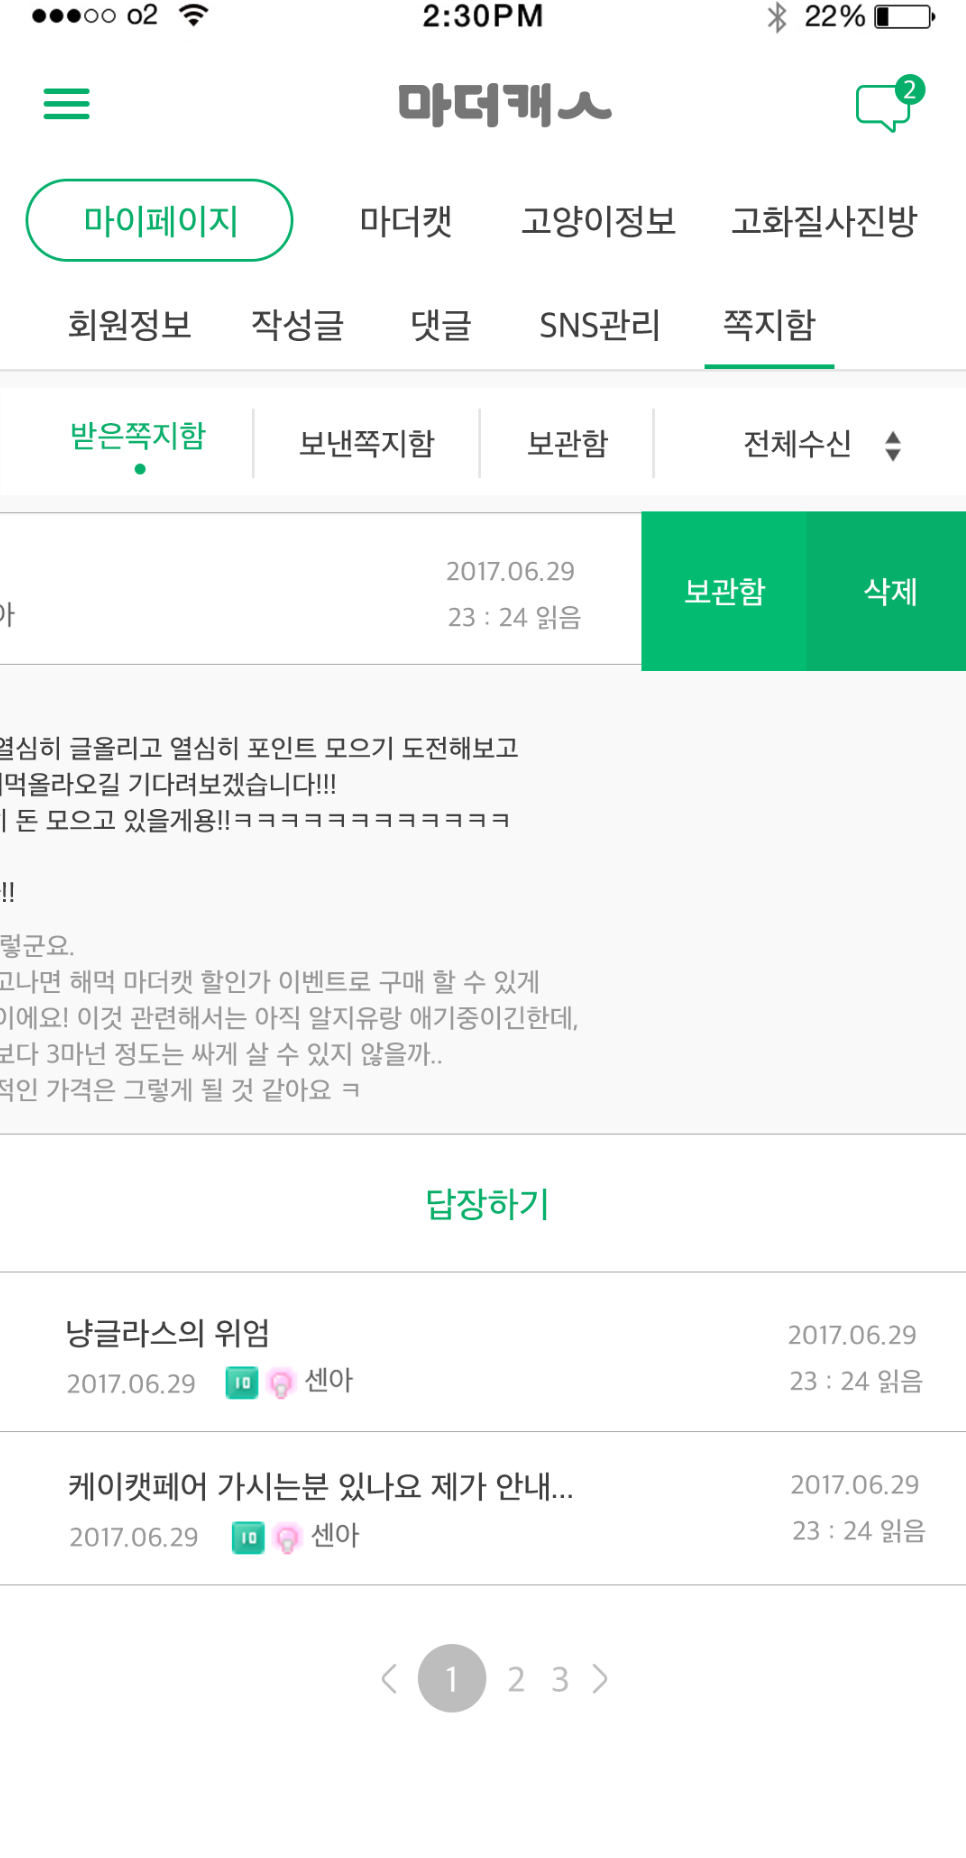 o2 2:30PM 22%
마더캣 2
마이페이지 마더캣 고양이정보 고화질사진방
회원정보 작성글 댓글 SNS관리 쪽지함
받은쪽지함 보낸쪽지함 보관함 전체수신
2017.06.29
아 23 : 24 읽음 보관함 삭제
열심히 글올리고 열심히 포인트 모으기 도전해보고
먹올라오길 기다려보겠습니다!!!
돈 모으고 있을게용!!ㅋㅋㅋㅋㅋㅋㅋㅋㅋㅋㅋㅋ
!!
렇군요.
고나면 해먹 마더캣 할인가 이벤트로 구매 할 수 있게
이에요! 이것 관련해서는 아직 알지유랑 얘기중이긴한데,
보다 3마넌 정도는 싸게 살 수 있지 않을까..
적인 가격은 그렇게 될 것 같아요 ㅋ
답장하기
냥글라스의 위엄 2017.06.29
2017.06.29 10 센아 23 : 24 읽음
케이캣페어 가시는분 있나요 제가 안내... 2017.06.29
2017.06.29 10 센아 23 : 24 읽음
< 1 2 3 >